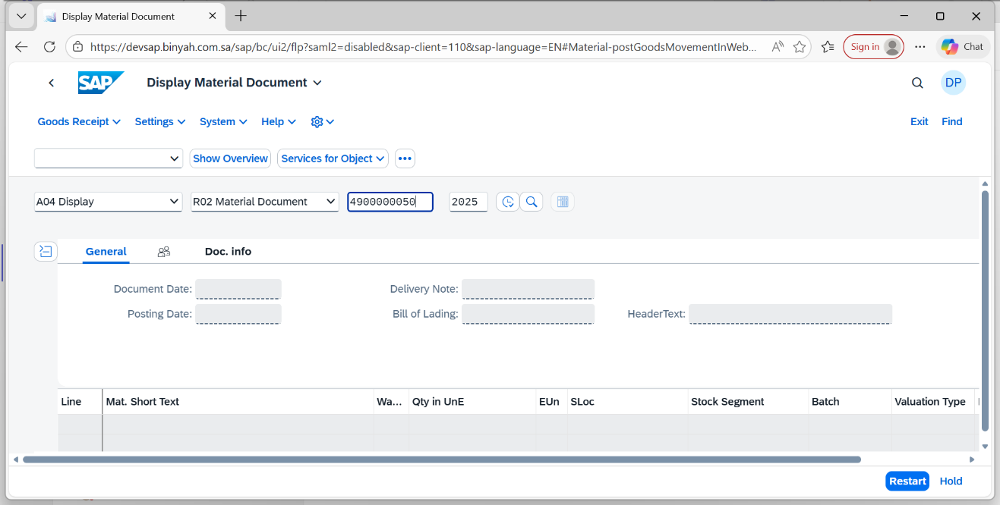 Display Material Document
https://devsap.binyah.com.sa/sap/bc/ui2/flp?saml2=disabled&sap-client=110&sap-language=EN#Material-postGoodsMovementInWeb... Sign in Chat
SAP Display Material Document DP
Goods Receipt Settings System Help Exit Find
Show Overview Services for Object
A04 Display R02 Material Document 4900000050 2025
General Doc. info
Document Date: Delivery Note:
Posting Date: Bill of Lading: HeaderText:
Line Mat. Short Text Wa... Qty in UnE EUn SLoc Stock Segment Batch Valuation Type
Restart Hold